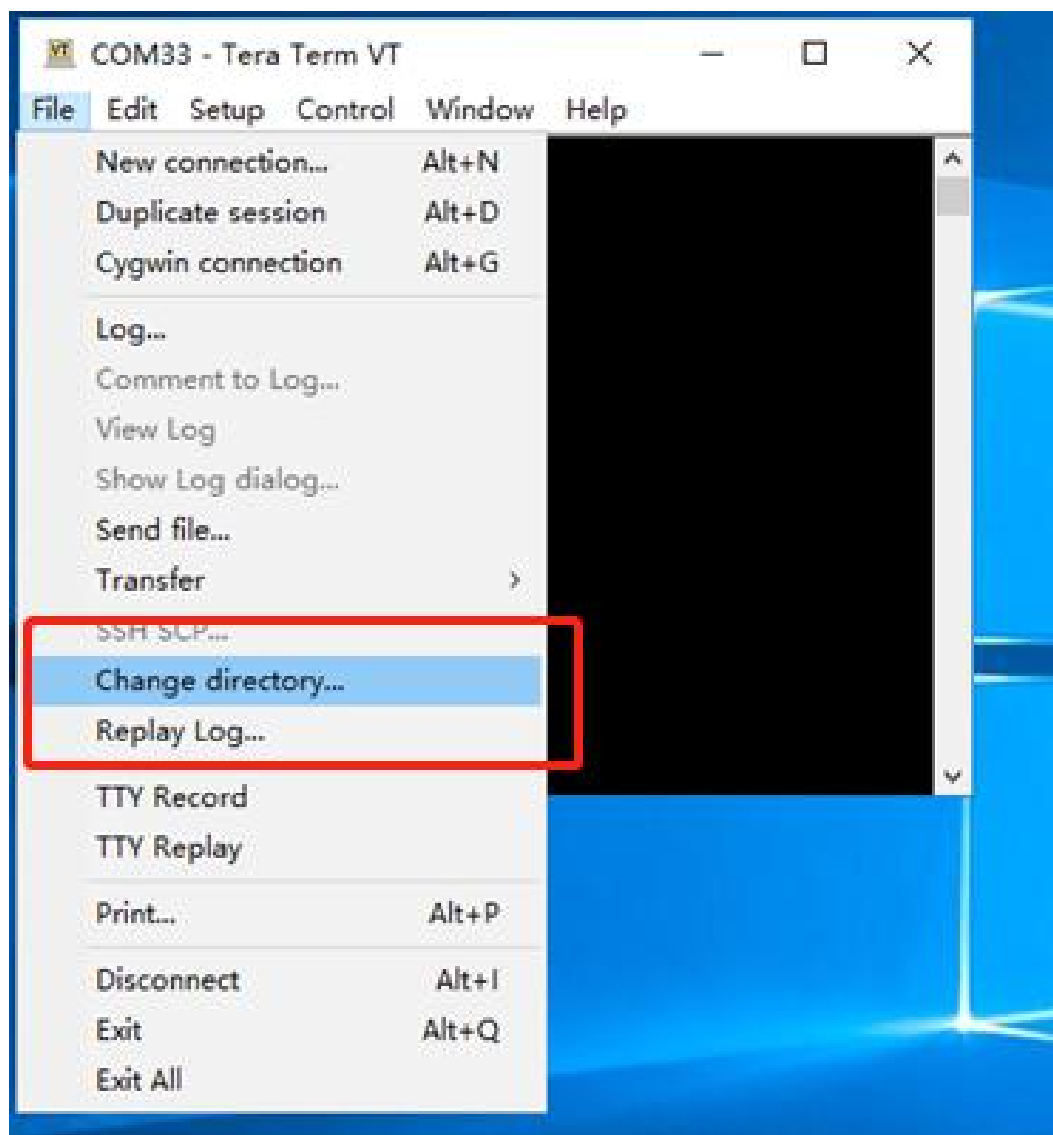 VT COM33 - Tera Term VT
File Edit Setup Control Window Help
New connection... Alt+N
Duplicate session Alt+D
Cygwin connection Alt+G
Log...
Comment to Log...
View Log
Show Log dialog...
Send file...
Transfer
SSH SCP...
Change directory...
Replay Log...
TTY Record
TTY Replay
Print... Alt+P
Disconnect Alt+I
Exit Alt+Q
Exit All